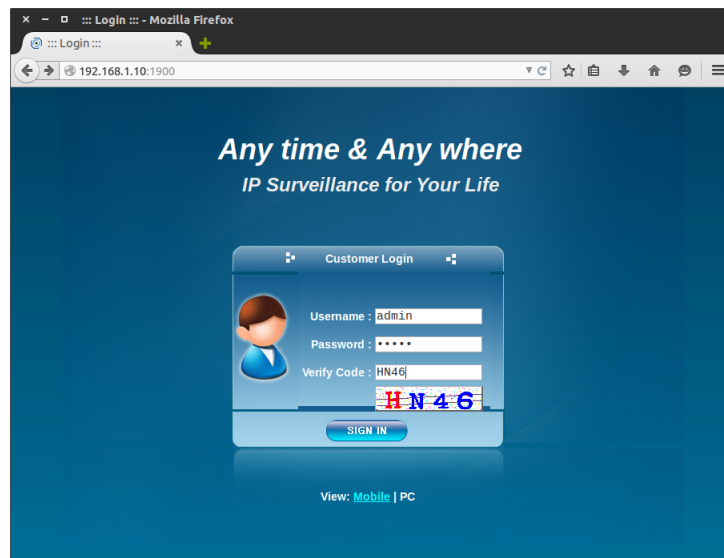 ::: Login ::: - Mozilla Firefox
::: Login :::
192.168.1.10:1900
Any time & Any where
IP Surveillance for Your Life
Customer Login
Username : admin
Password : •••••
Verify Code : HN46
HN46
SIGN IN
View: Mobile | PC